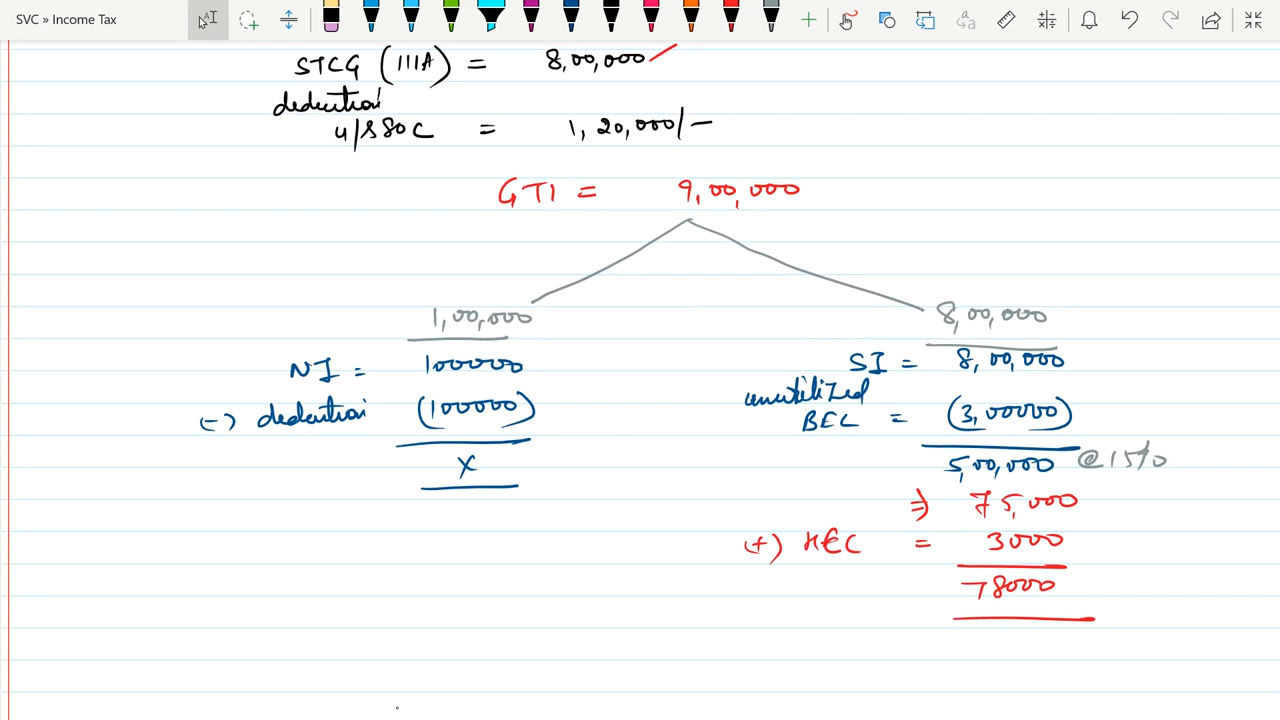 SVC » Income Tax
STCG (111A) = 8,00,000
deduction
u/s 80C = 1,20,000/-
GTI = 9,00,000
1,00,000 8,00,000
NI = 100000 SI = 8,00,000
(-) deduction (100000) unutilized BEL = (3,00000)
X 5,00,000 @ 15%
⇒ 75,000
(+) HEC = 3000
78000